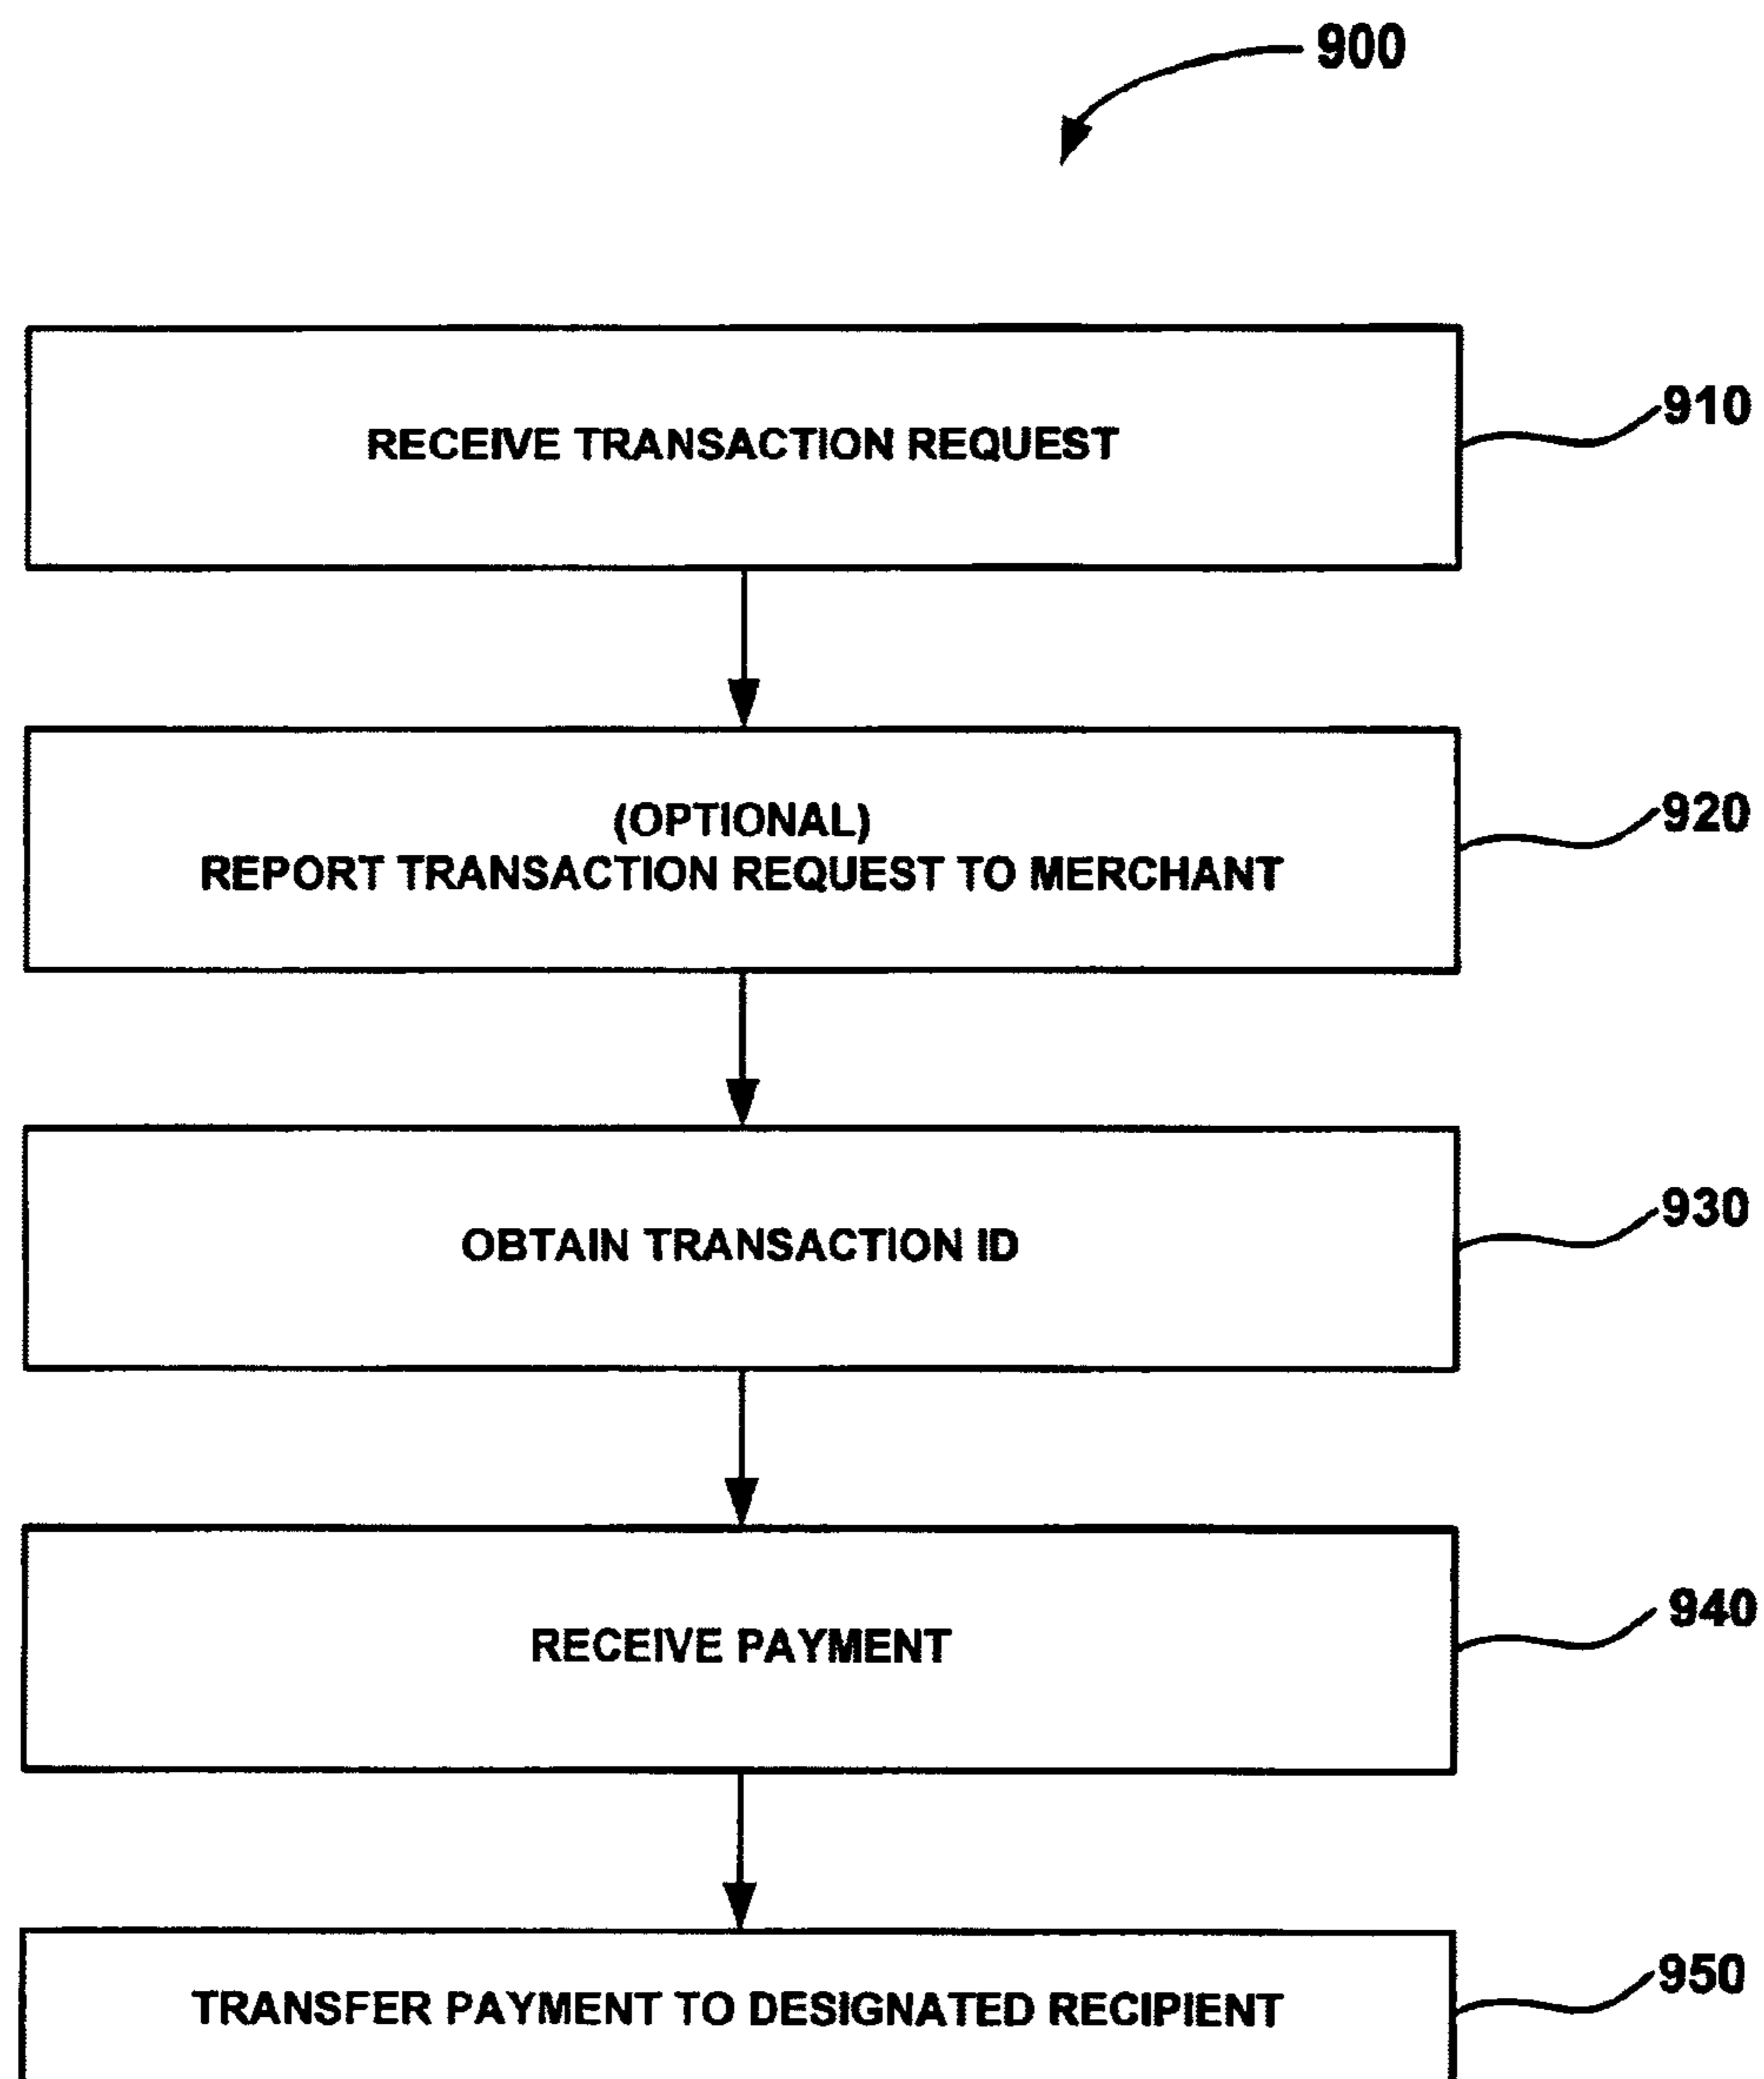 900
RECEIVE TRANSACTION REQUEST
910
(OPTIONAL)
REPORT TRANSACTION REQUEST TO MERCHANT
920
OBTAIN TRANSACTION ID
930
RECEIVE PAYMENT
940
TRANSFER PAYMENT TO DESIGNATED RECIPIENT
950